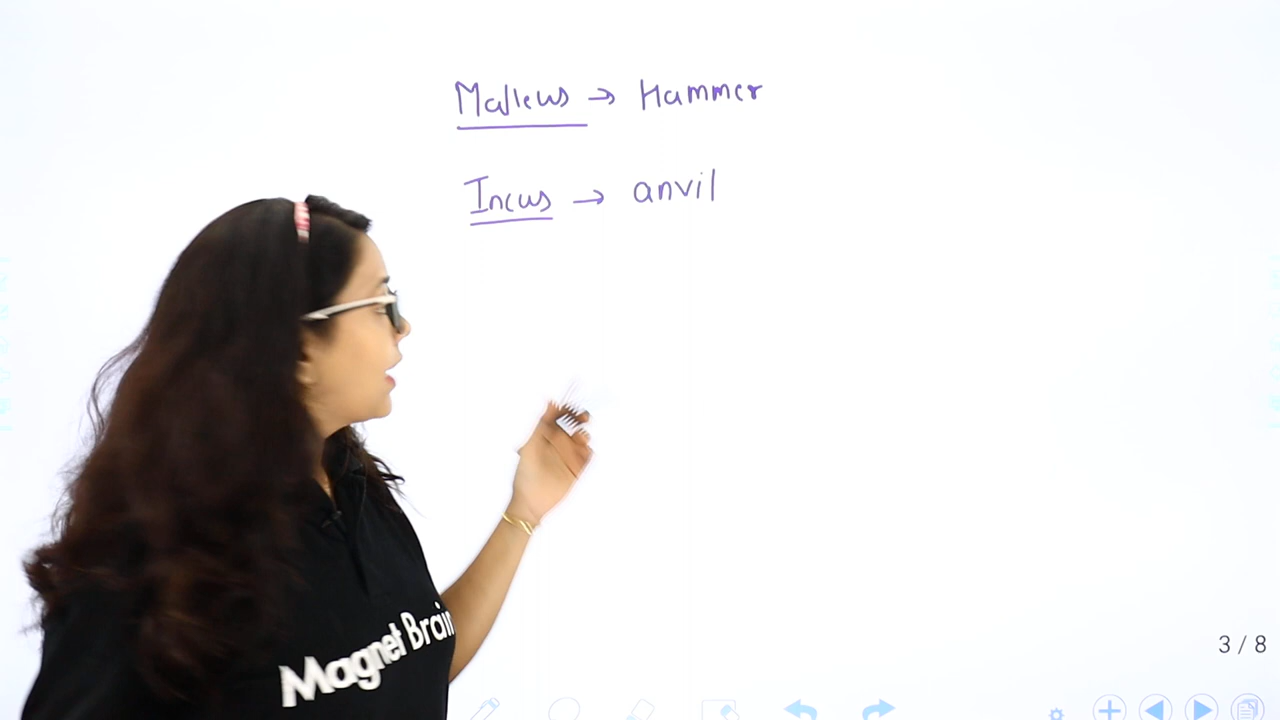 Malleus → Hammer
Incus → anvil
Magnet Brain
3 / 8